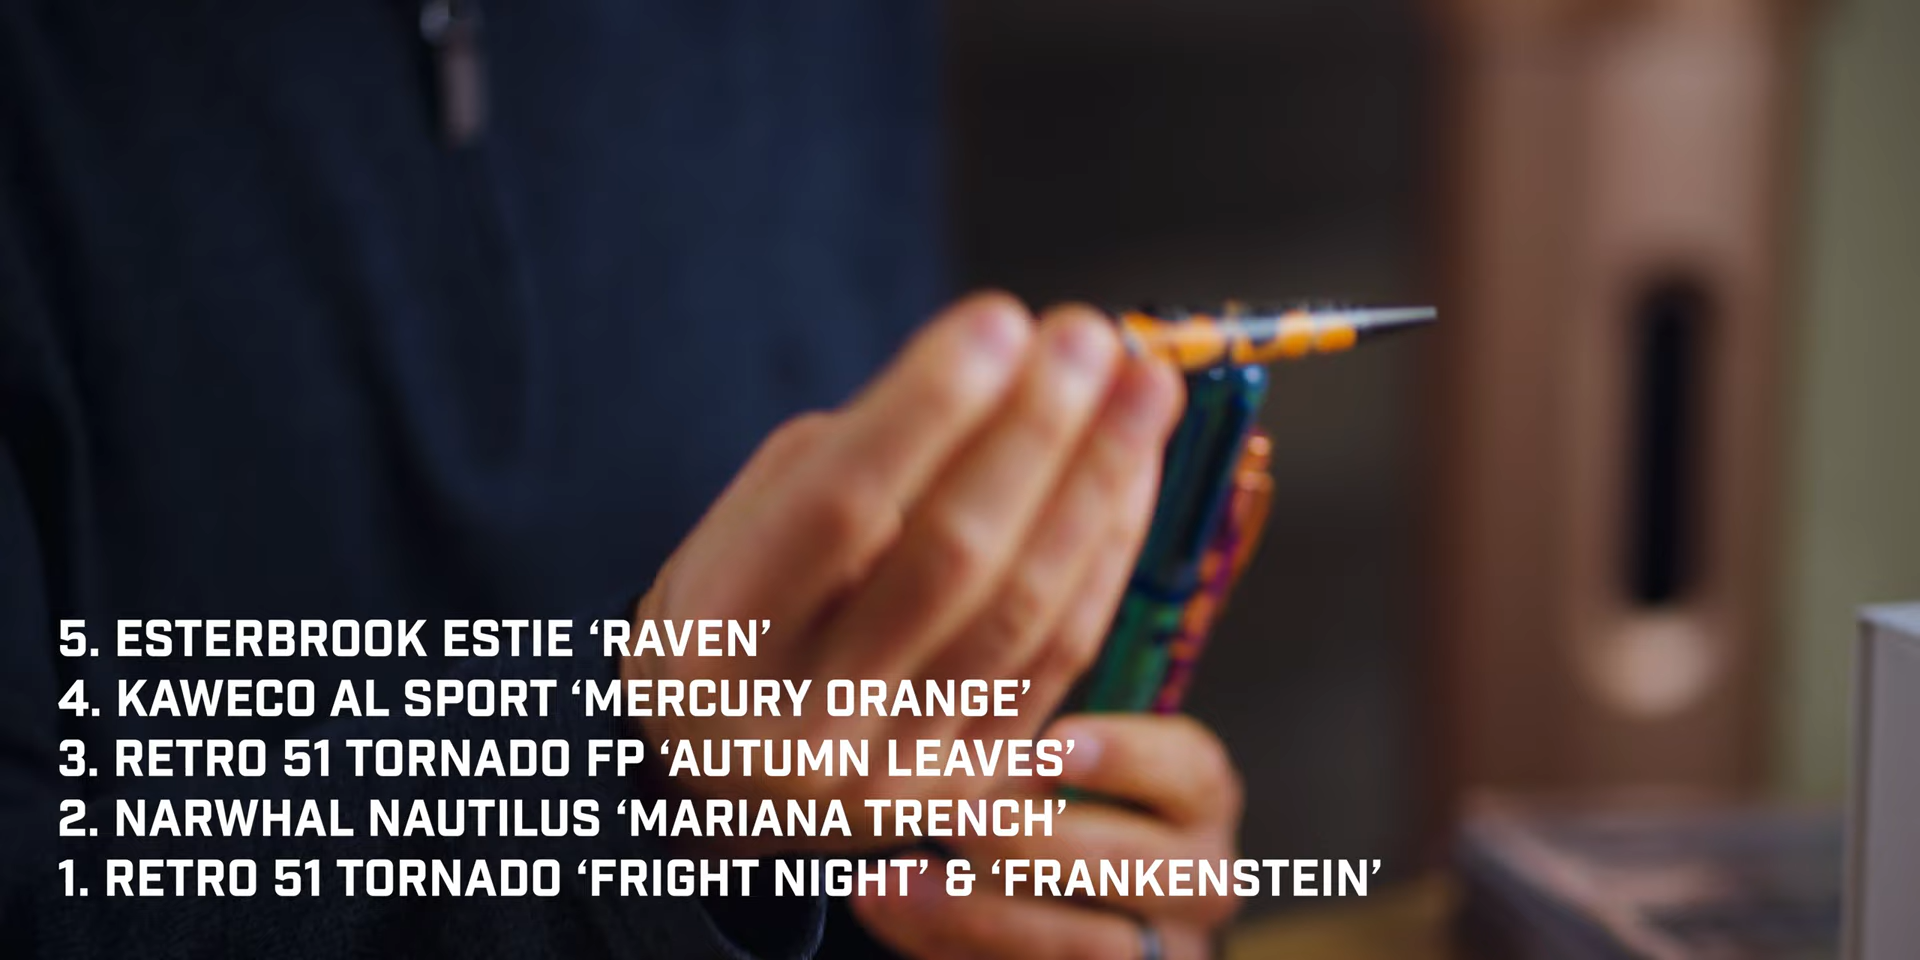 5. ESTERBROOK ESTIE ‘RAVEN’
4. KAWECO AL SPORT ‘MERCURY ORANGE’
3. RETRO 51 TORNADO FP ‘AUTUMN LEAVES’
2. NARWHAL NAUTILUS ‘MARIANA TRENCH’
1. RETRO 51 TORNADO ‘FRIGHT NIGHT’ & ‘FRANKENSTEIN’